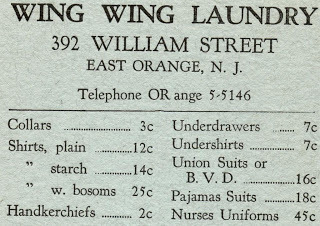 WING WING LAUNDRY
392 WILLIAM STREET
EAST ORANGE, N. J.
Telephone OR ange 5-5146
Collars .................. 3c
Shirts, plain ............12c
" starch ............14c
" w. bosoms 25c
Handkerchiefs ....... 2c
Underdrawers ....... 7c
Undershirts ............. 7c
Union Suits or
B. V. D. ..............16c
Pajamas Suits .........18c
Nurses Uniforms 45c